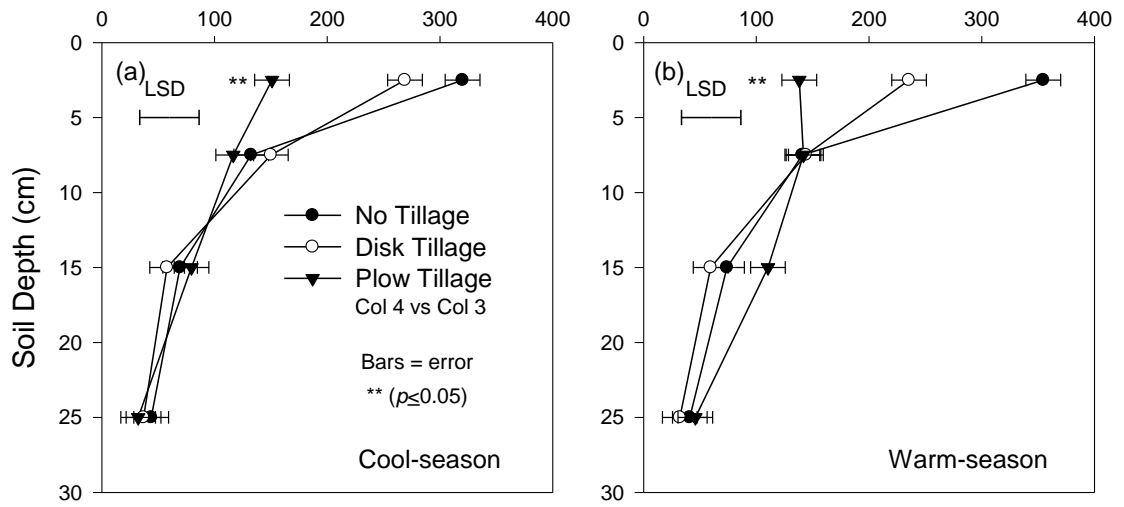 0 100 200 300 400
0 100 200 300 400
0
5
10
15
20
25
30
Soil Depth (cm)
(a)
LSD
**
No Tillage
Disk Tillage
Plow Tillage
Col 4 vs Col 3
Bars = error
** (p≤0.05)
Cool-season
0
5
10
15
20
25
30
(b)
LSD
**
Warm-season